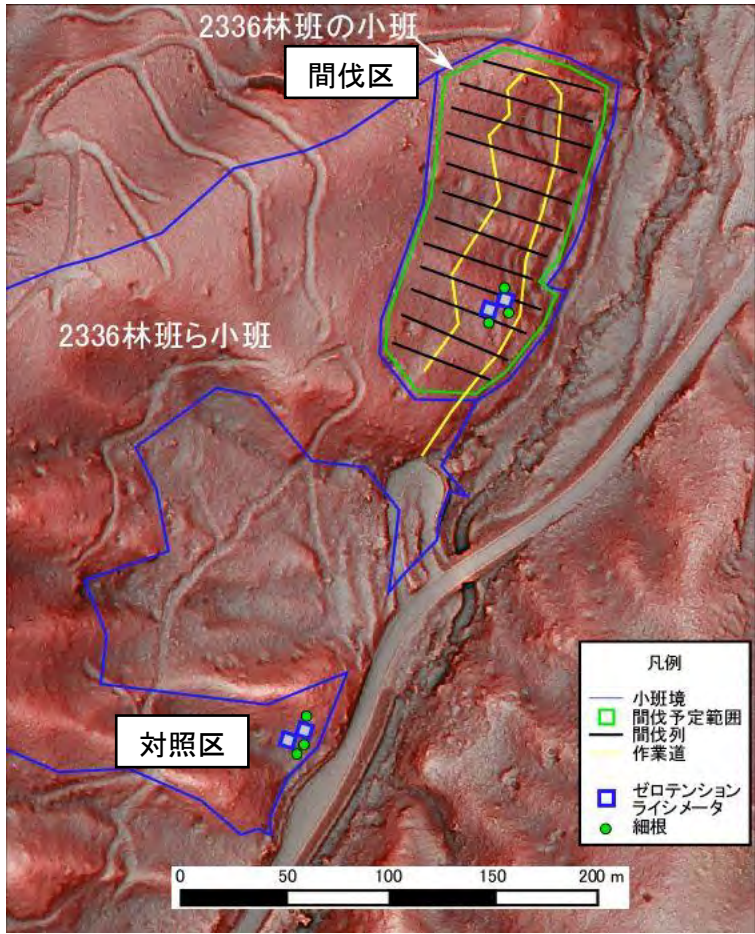 2336林班の小班
間伐区
2336林班ら小班
対照区
凡例
小班境
間伐予定範囲
間伐列
作業道
ゼロテンション
ライシメータ
細根
0 50 100 150 200 m